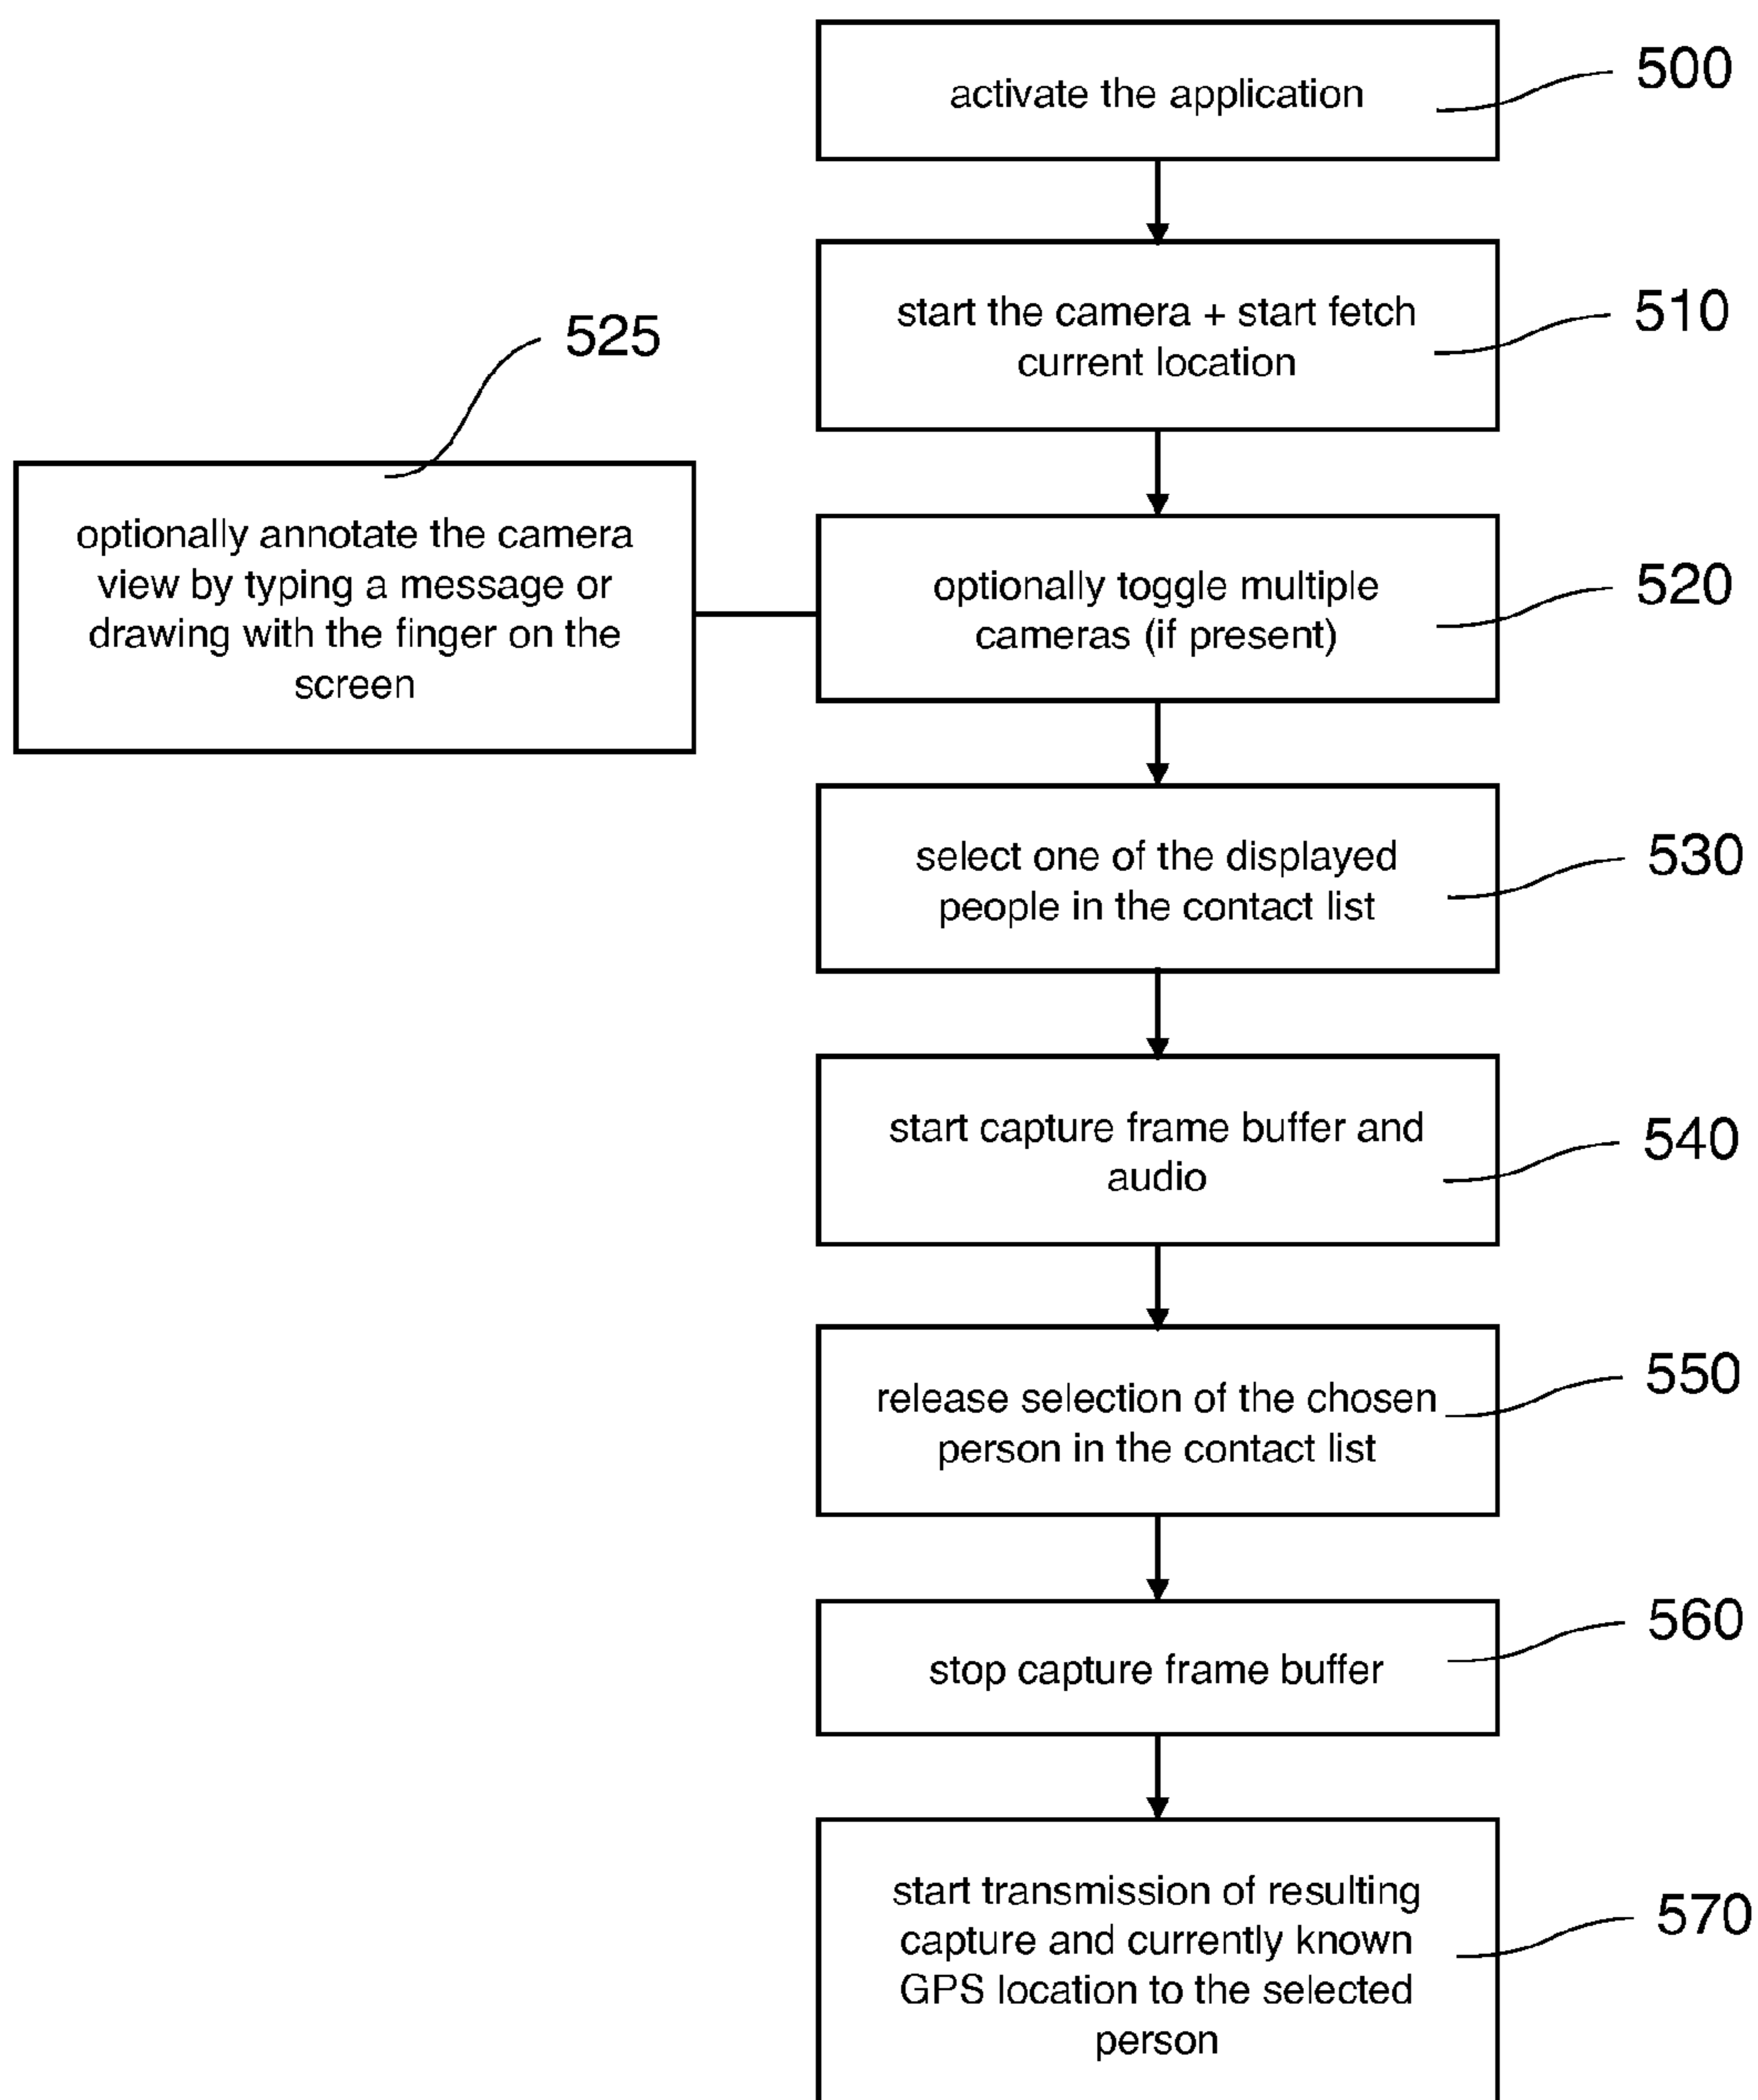 activate the application
500
start the camera + start fetch
current location
510
525
optionally annotate the camera
view by typing a message or
drawing with the finger on the
screen
optionally toggle multiple
cameras (if present)
520
select one of the displayed
people in the contact list
530
start capture frame buffer and
audio
540
release selection of the chosen
person in the contact list
550
stop capture frame buffer
560
start transmission of resulting
capture and currently known
GPS location to the selected
person
570